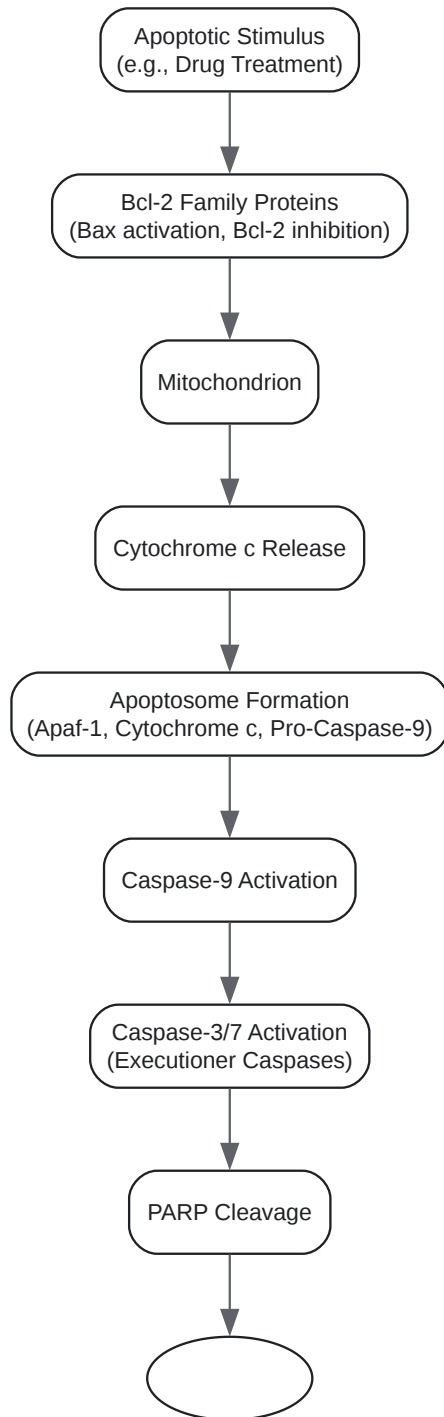 Apoptotic Stimulus
(e.g., Drug Treatment)
Bcl-2 Family Proteins
(Bax activation, Bcl-2 inhibition)
Mitochondrion
Cytochrome c Release
Apoptosome Formation
(Apaf-1, Cytochrome c, Pro-Caspase-9)
Caspase-9 Activation
Caspase-3/7 Activation
(Executioner Caspases)
PARP Cleavage